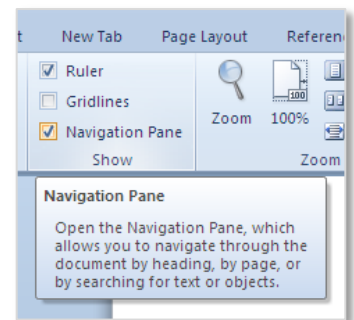 New Tab Page Layout
Ruler
Gridlines
Navigation Pane
Show
Zoom 100%
100
Zoom
Navigation Pane
Open the Navigation Pane, which
allows you to navigate through the
document by heading, by page, or
by searching for text or objects.